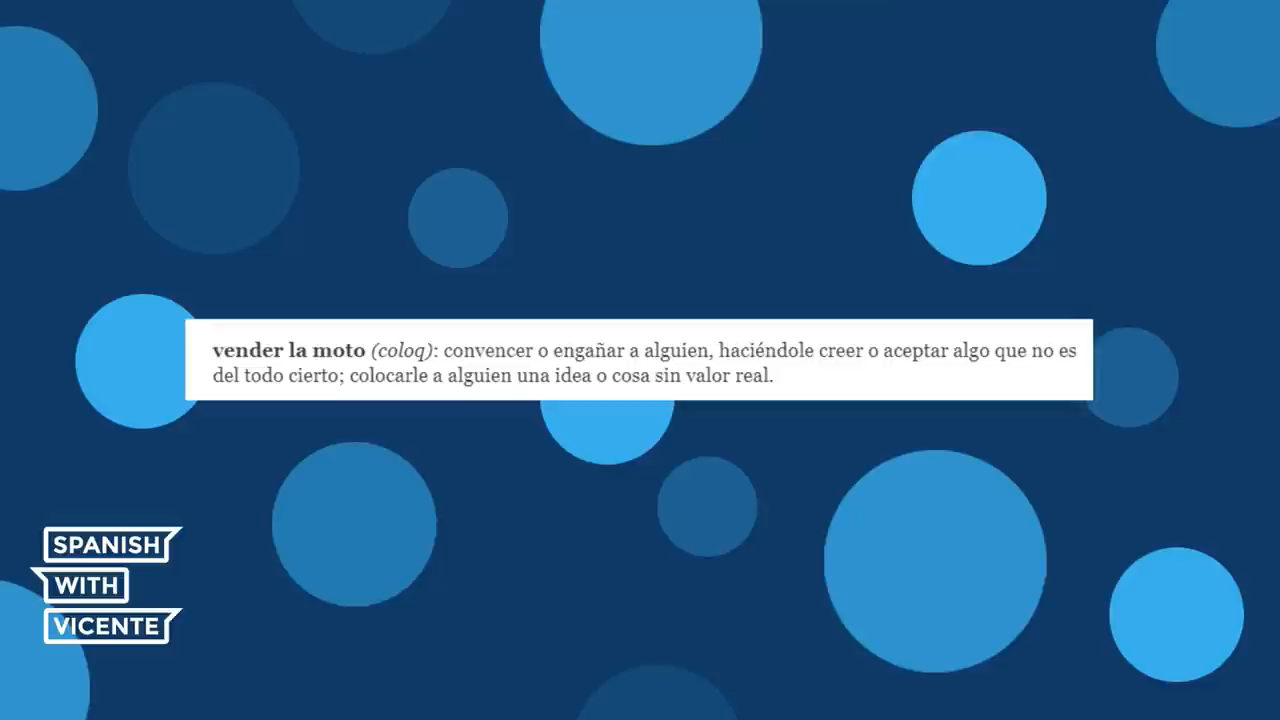 vender la moto (coloq): convencer o engañar a alguien, haciéndole creer o aceptar algo que no es
del todo cierto; colocarle a alguien una idea o cosa sin valor real.
SPANISH
WITH
VICENTE